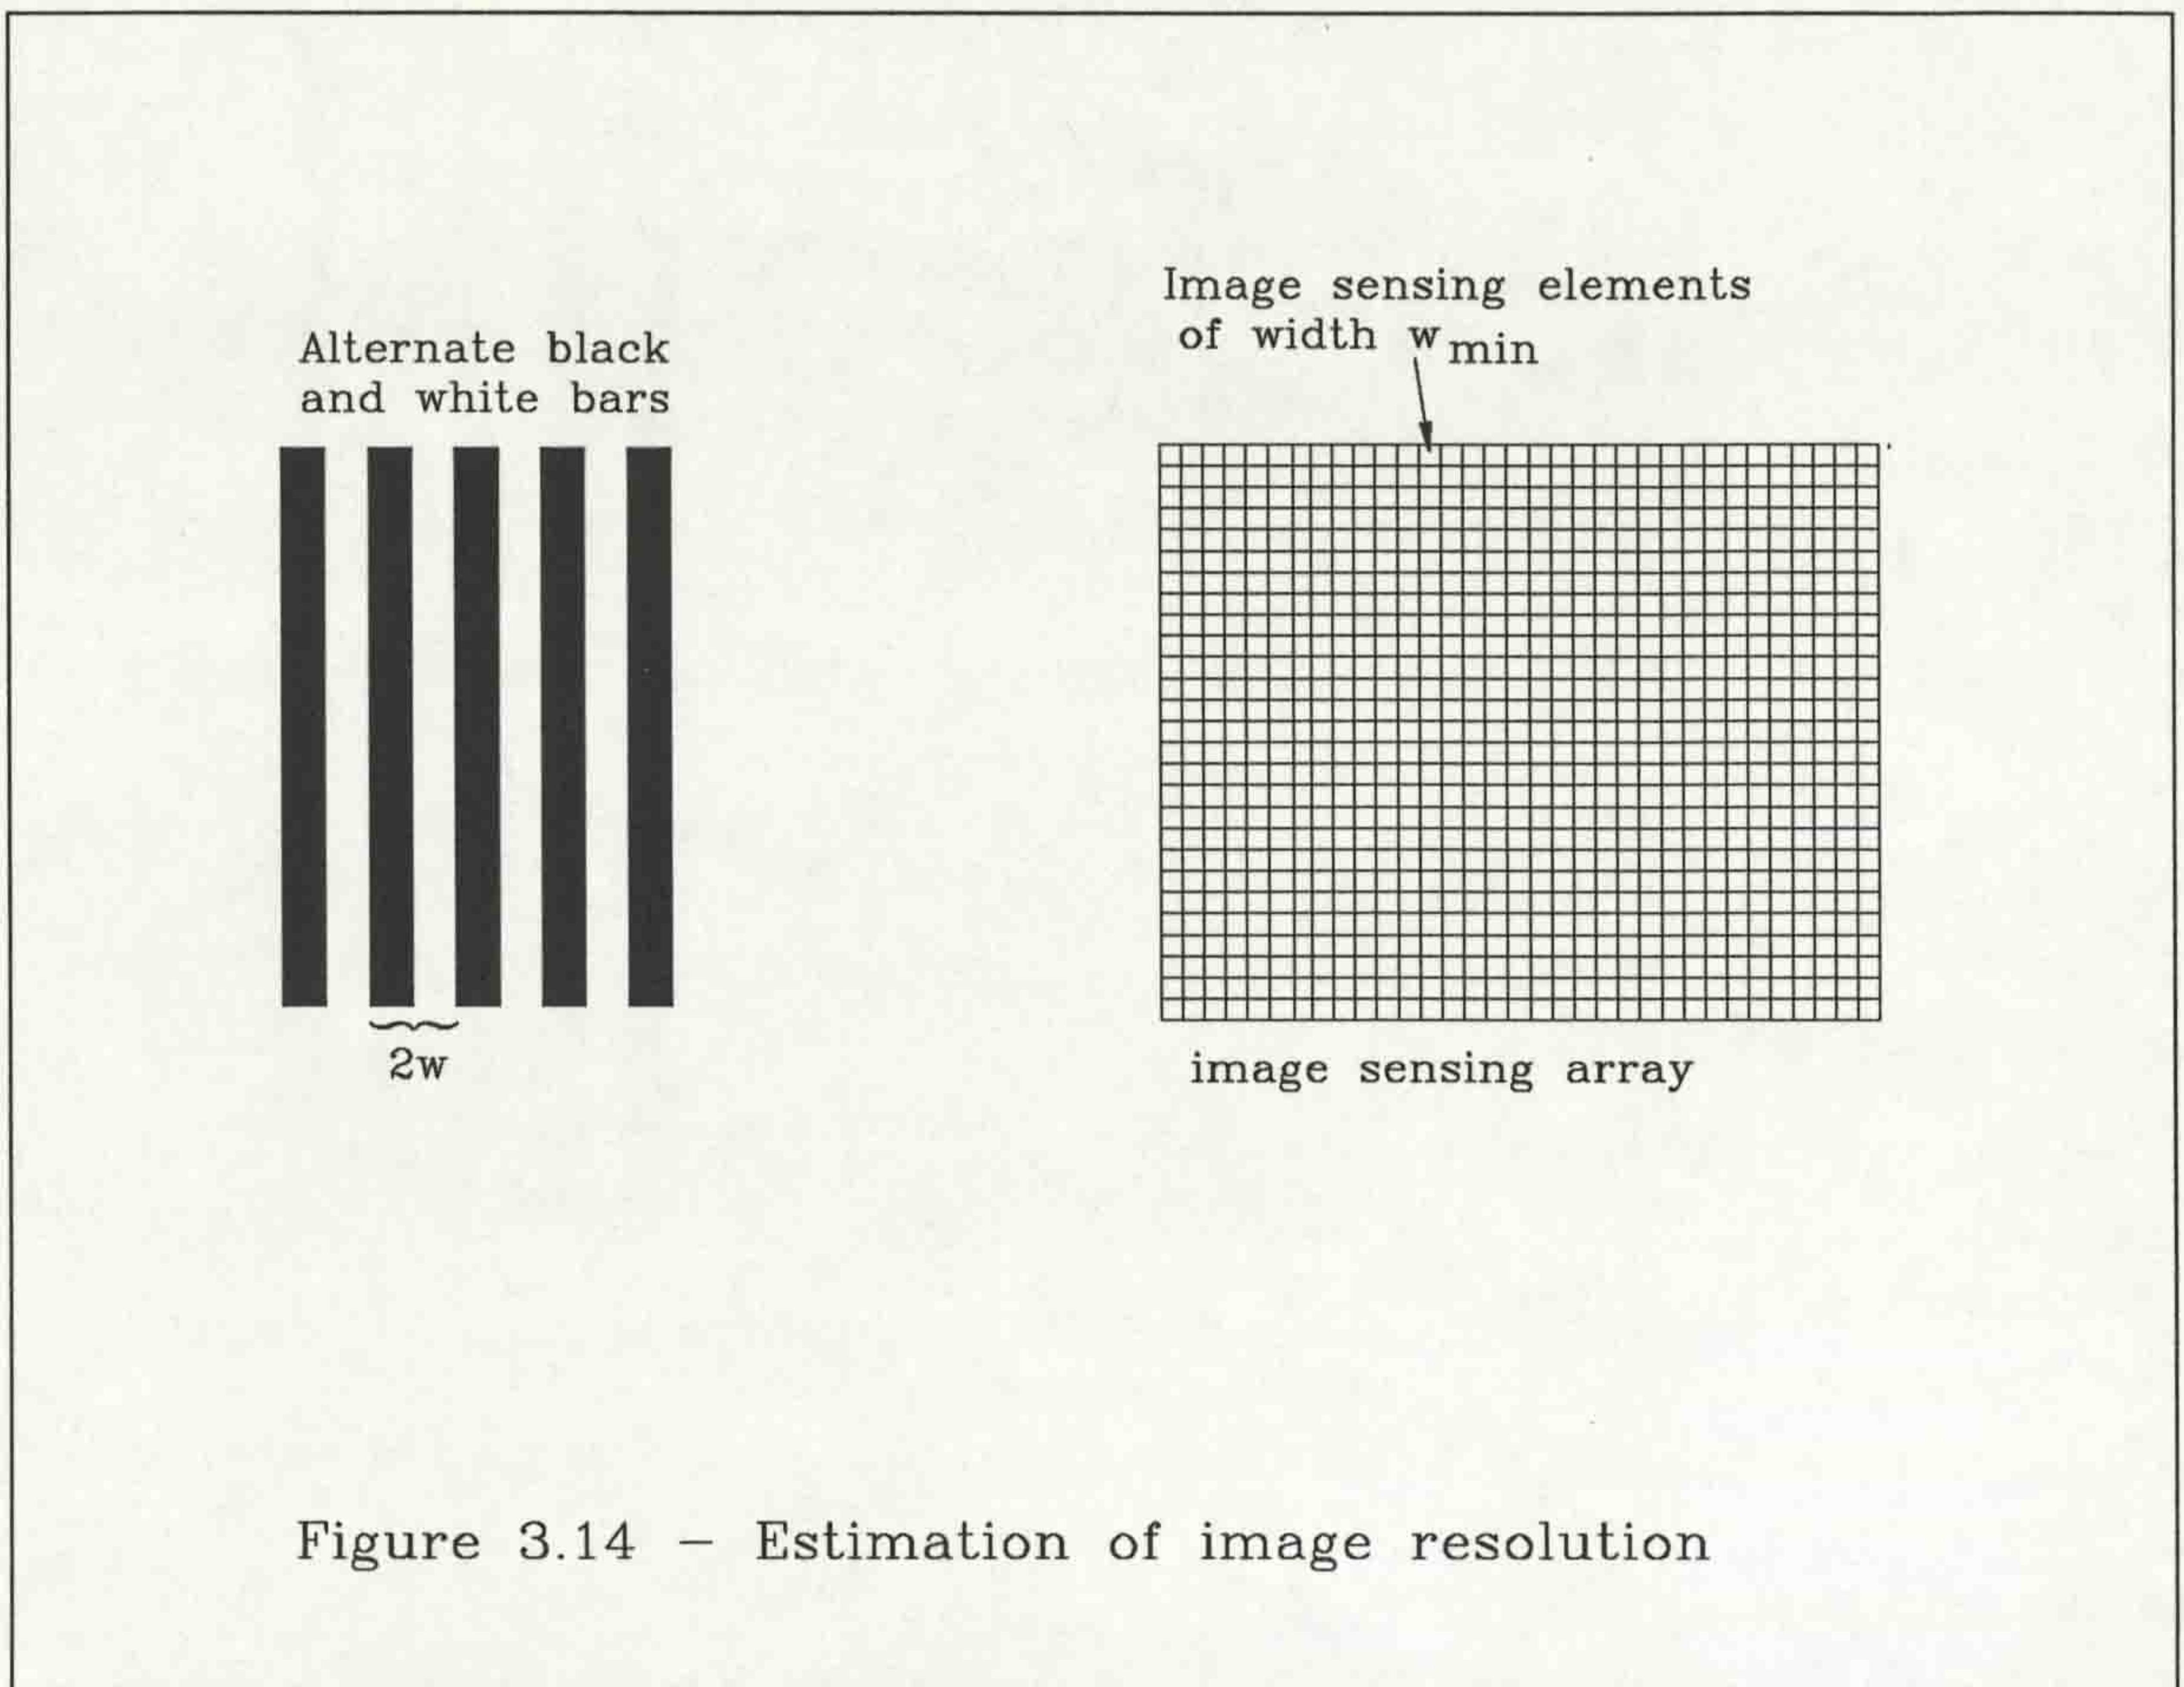 Alternate black
and white bars
2w
Image sensing elements
of width w min
image sensing array
Figure 3.14 – Estimation of image resolution